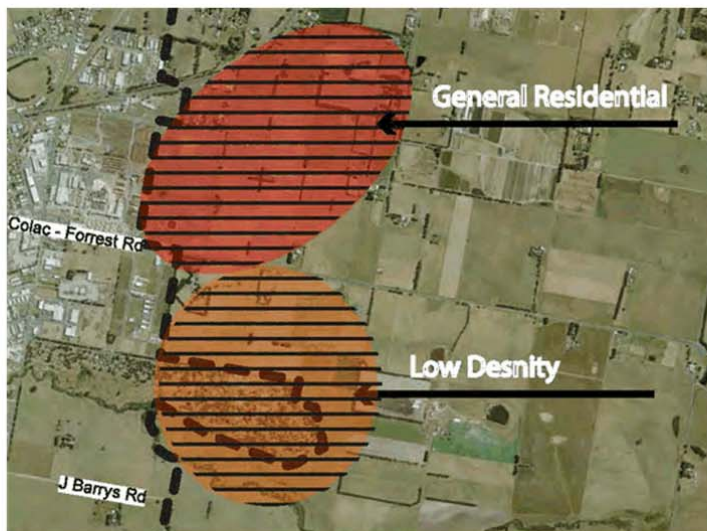 General Residential
Colac - Forrest Rd
Low Desnity
J Barrys Rd